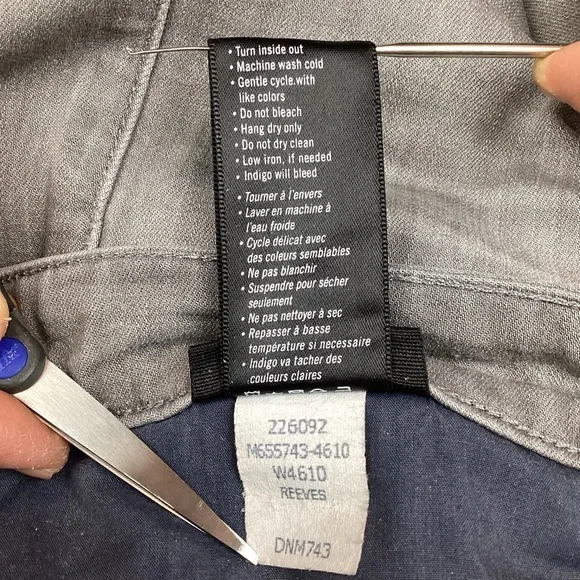 • Turn inside out
• Machine wash cold
• Gentle cycle.with
like colors
• Do not bleach
• Hang dry only
• Do not dry clean
• Low iron, if needed
• Indigo will bleed
• Tourner à l'envers
• Laver en machine à
l'eau froide
• Cycle délicat avec
des couleurs semblables
• Ne pas blanchir
• Suspendre pour sécher
seulement
• Ne pas nettoyer à sec
• Repasser à basse
température si necessaire
• Indigo va tacher des
couleurs claires
226092
M655743-4610
W4610
REEVES
DNM743